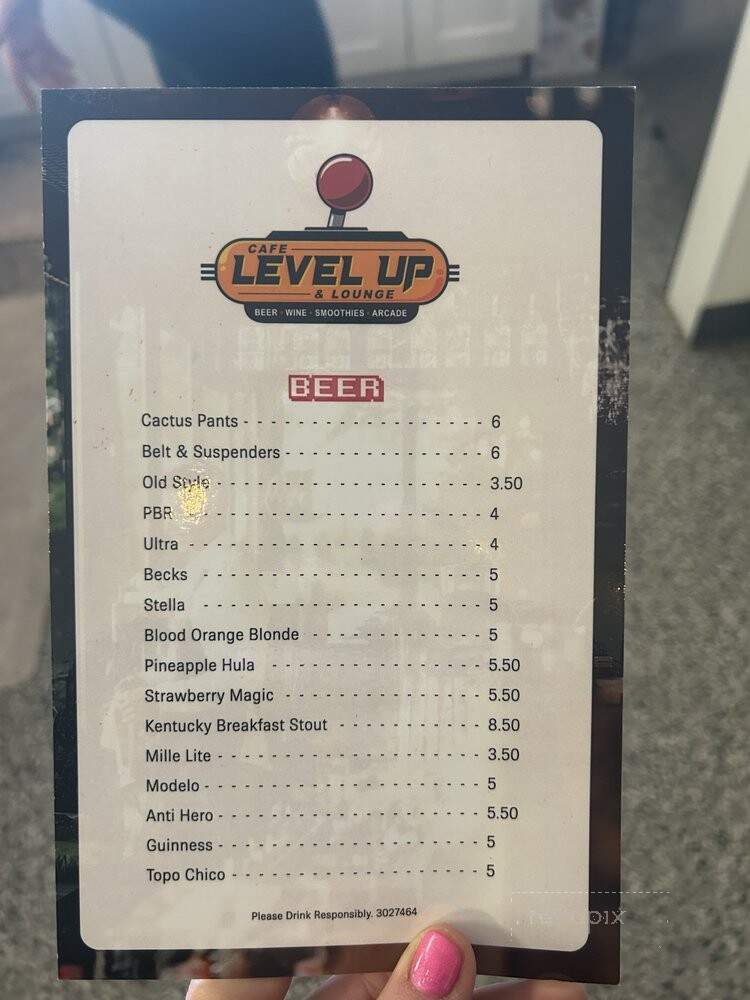 CAFE
LEVEL UP
& LOUNGE
BEER · WINE · SMOOTHIES · ARCADE
BEER
Cactus Pants - - - - - - - - - - - - - - - - - - - 6
Belt & Suspenders - - - - - - - - - - - - - - - - 6
Old Style - - - - - - - - - - - - - - - - - - - - - 3.50
PBR - - - - - - - - - - - - - - - - - - - - - - - 4
Ultra - - - - - - - - - - - - - - - - - - - - - - - 4
Becks - - - - - - - - - - - - - - - - - - - - - - 5
Stella - - - - - - - - - - - - - - - - - - - - - - 5
Blood Orange Blonde - - - - - - - - - - - - - - 5
Pineapple Hula - - - - - - - - - - - - - - - - - 5.50
Strawberry Magic - - - - - - - - - - - - - - - - 5.50
Kentucky Breakfast Stout - - - - - - - - - - - - 8.50
Mille Lite - - - - - - - - - - - - - - - - - - - - - 3.50
Modelo - - - - - - - - - - - - - - - - - - - - - - 5
Anti Hero - - - - - - - - - - - - - - - - - - - - - 5.50
Guinness - - - - - - - - - - - - - - - - - - - - - 5
Topo Chico - - - - - - - - - - - - - - - - - - - - 5
Please Drink Responsibly. 3027464